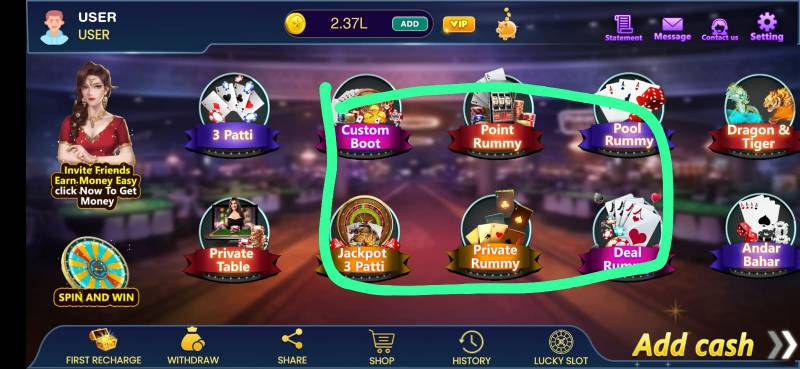 USER
USER
2.37L
ADD
VIP
Statement
Message
Contact us
Setting
3 Patti
Custom
Boot
Point
Rummy
Pool
Rummy
Dragon &
Tiger
Invite Friends
Earn Money Easy
click Now To Get
Money
Private
Table
Jackpot
3 Patti
Private
Rummy
Deal
Rummy
Andar
Bahar
SPIN AND WIN
FIRST RECHARGE
WITHDRAW
SHARE
SHOP
HISTORY
LUCKY SLOT
Add cash